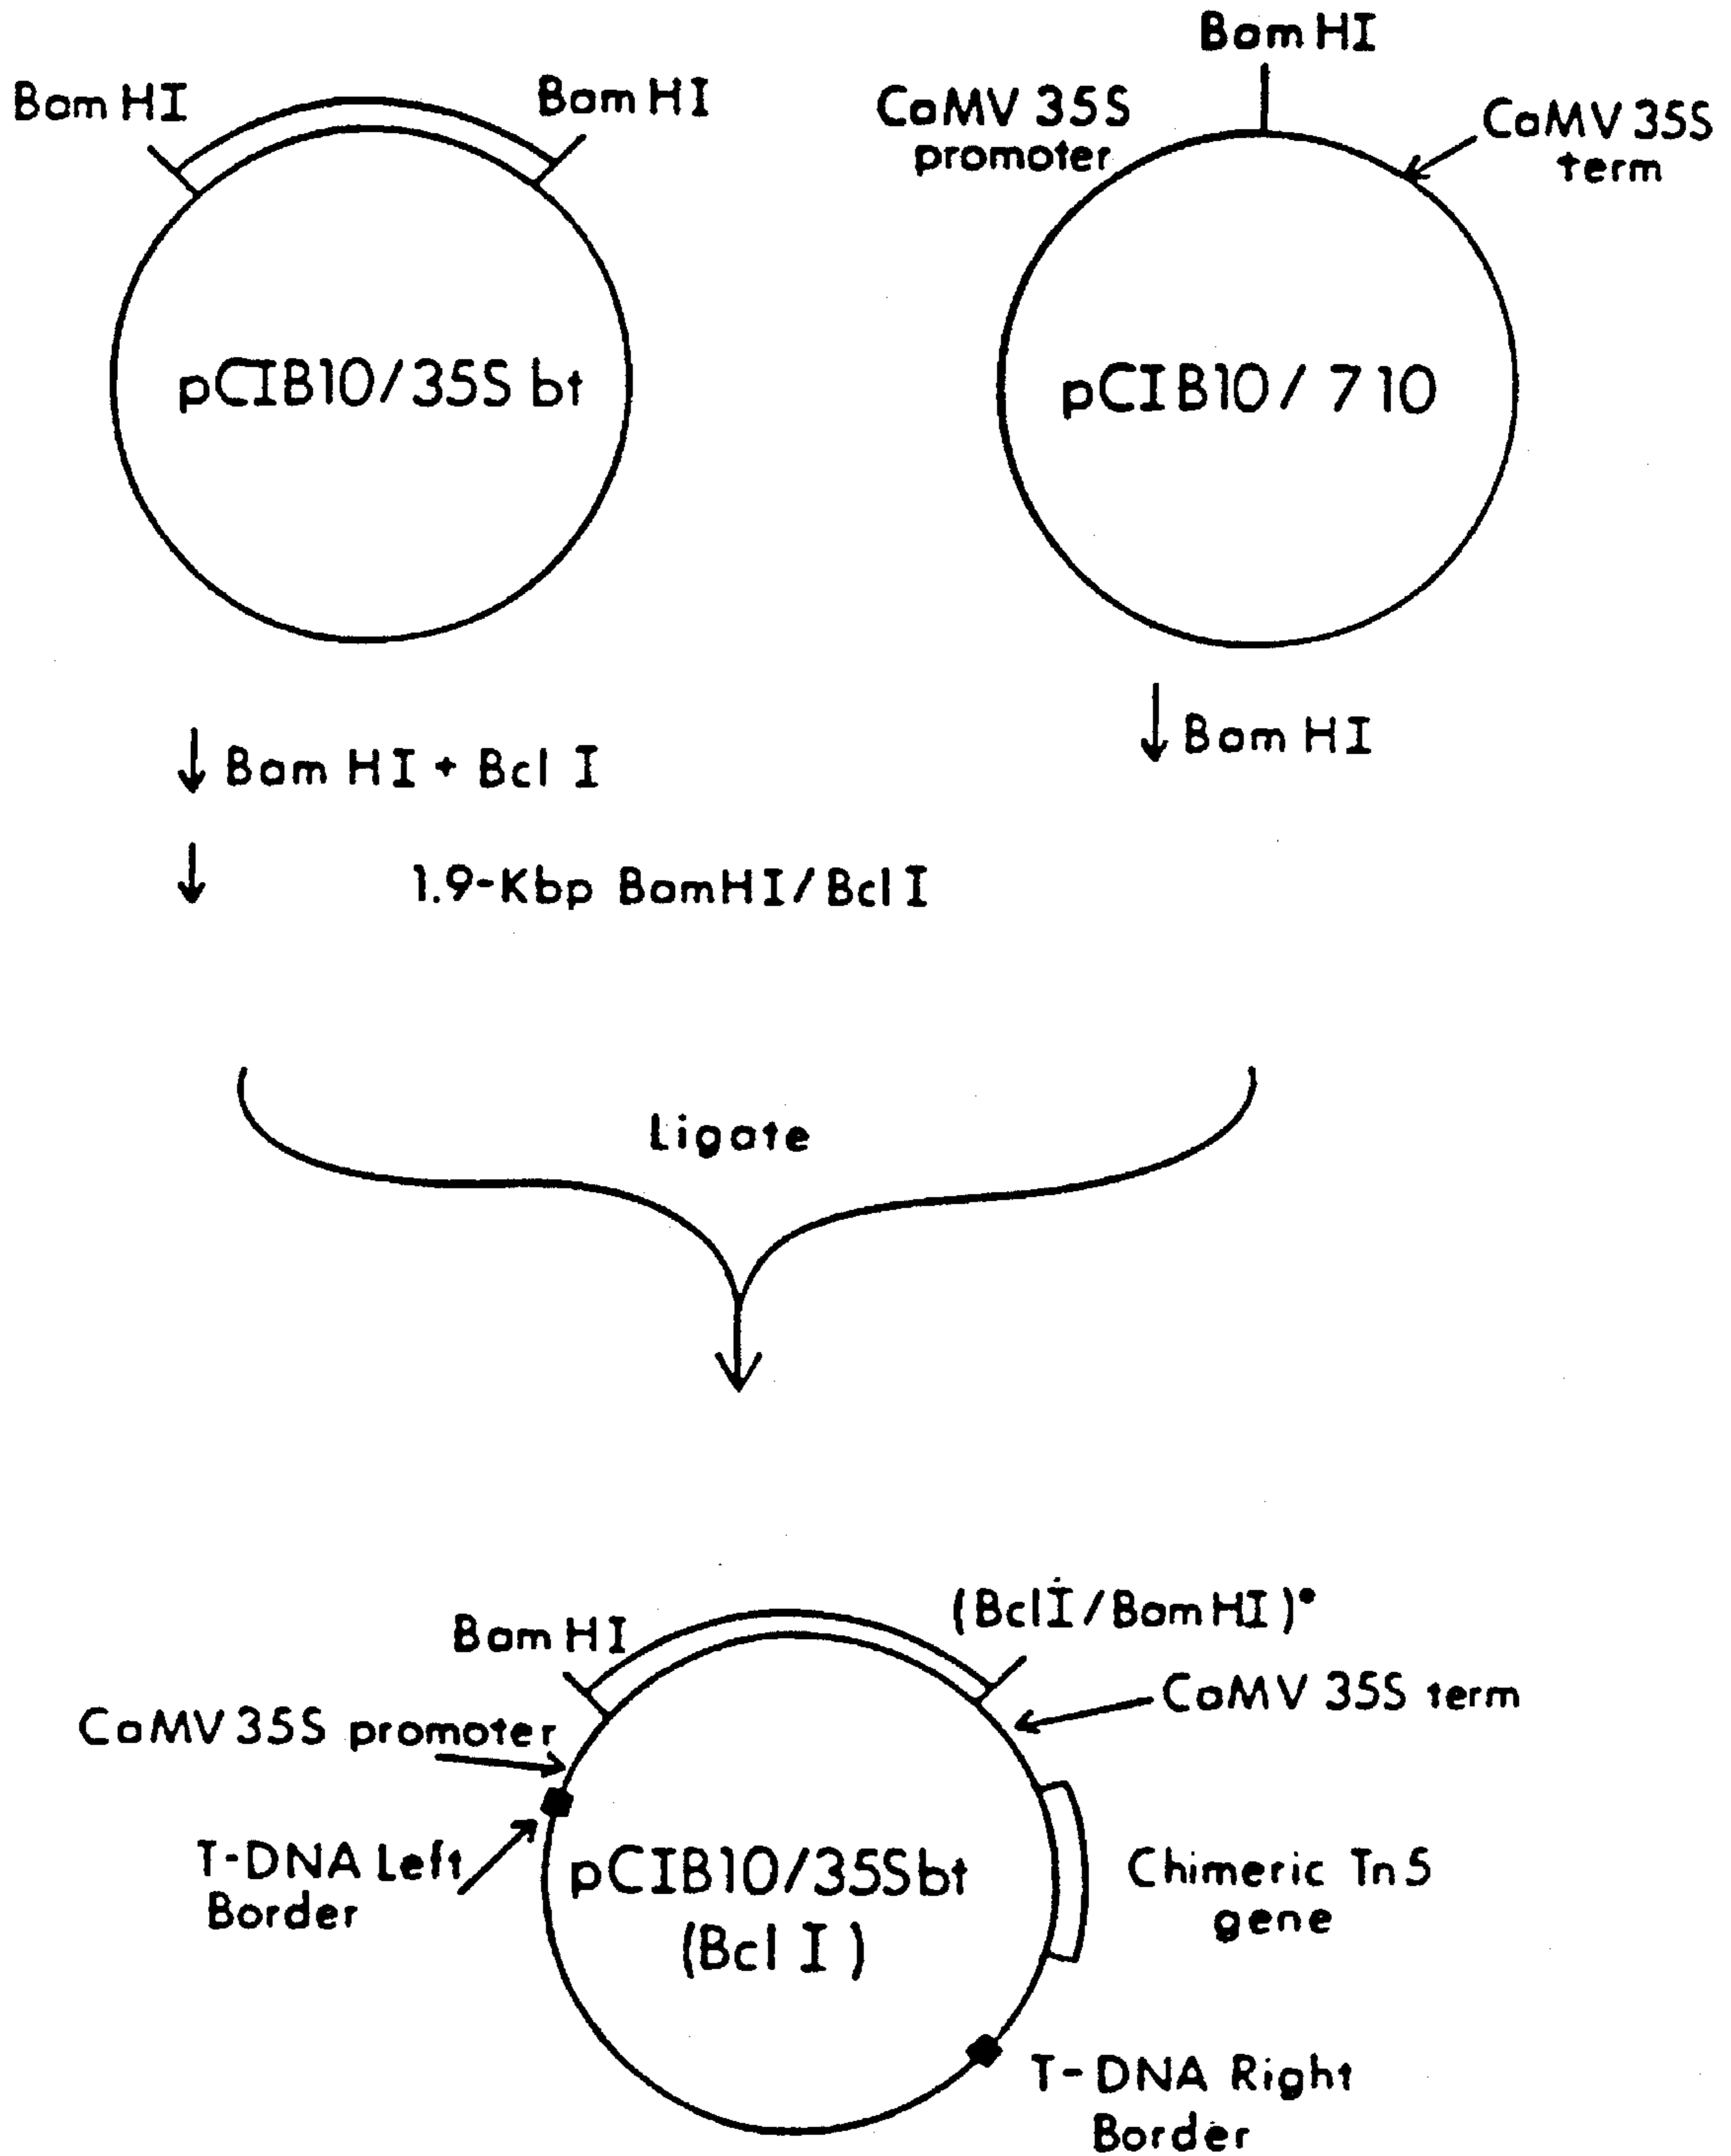 Bam HI
Bam HI
pCIB10/35S bt
Bam HI
CaMV 35S
promoter
CaMV 35S
term
pCIB10/710
Bam HI + Bcl I
1.9-Kbp BamHI/Bcl I
Bam HI
Ligate
Bam HI
(BclI/BamHI)*
CaMV 35S promoter
CaMV 35S term
T-DNA Left
Border
pCIB10/35Sbt
(Bcl I)
Chimeric Tn5
gene
T-DNA Right
Border